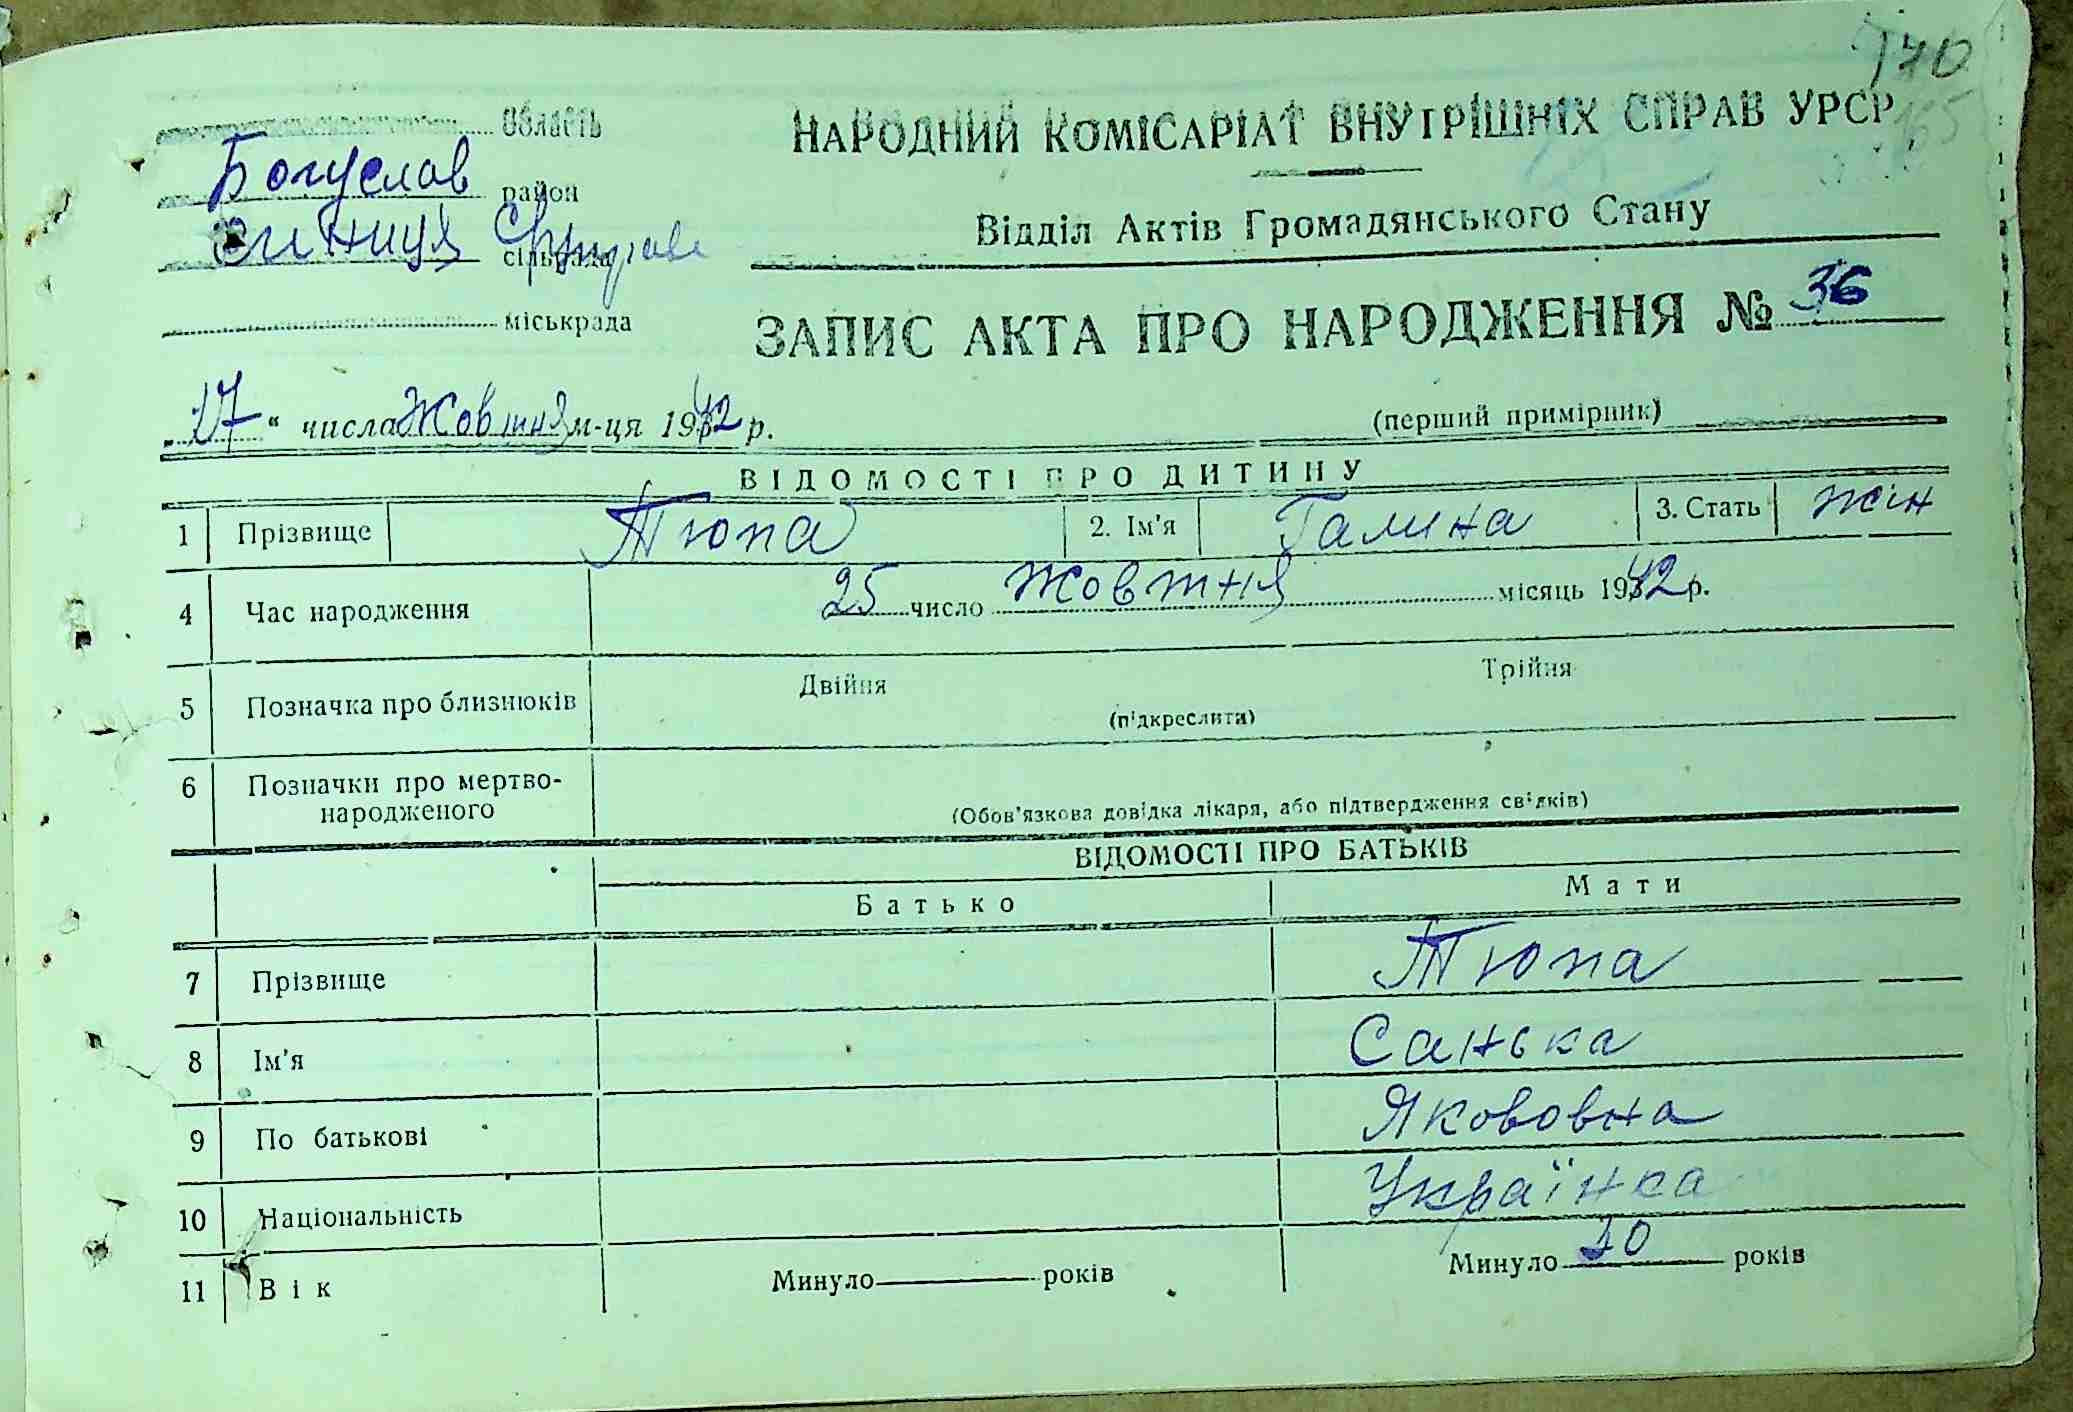 170
165
область
НАРОДНИЙ КОМІСАРІАТ ВНУТРІШНІХ СПРАВ УРСР
Богуслав район
Синиця сільрада
Відділ Актів Громадянського Стану
міськрада
ЗАПИС АКТА ПРО НАРОДЖЕННЯ № 36
„17“ числа Жовтня м-ця 1942 р.
(перший примірник)
ВІДОМОСТІ ПРО ДИТИНУ
1 Прізвище Тюпа 2. Ім'я Галина 3. Стать жін
4 Час народження 25 число Жовтня місяць 1942 р.
5 Позначка про близнюків Двійня Трійня
(підкреслити)
6 Позначки про мертво-
народженого
(Обов'язкова довідка лікаря, або підтвердження свідків)
ВІДОМОСТІ ПРО БАТЬКІВ
Батько Мати
7 Прізвище Тюпа
8 Ім'я Санька
9 По батькові Якововна
10 Національність Українка
11 Вік Минуло років Минуло 30 років